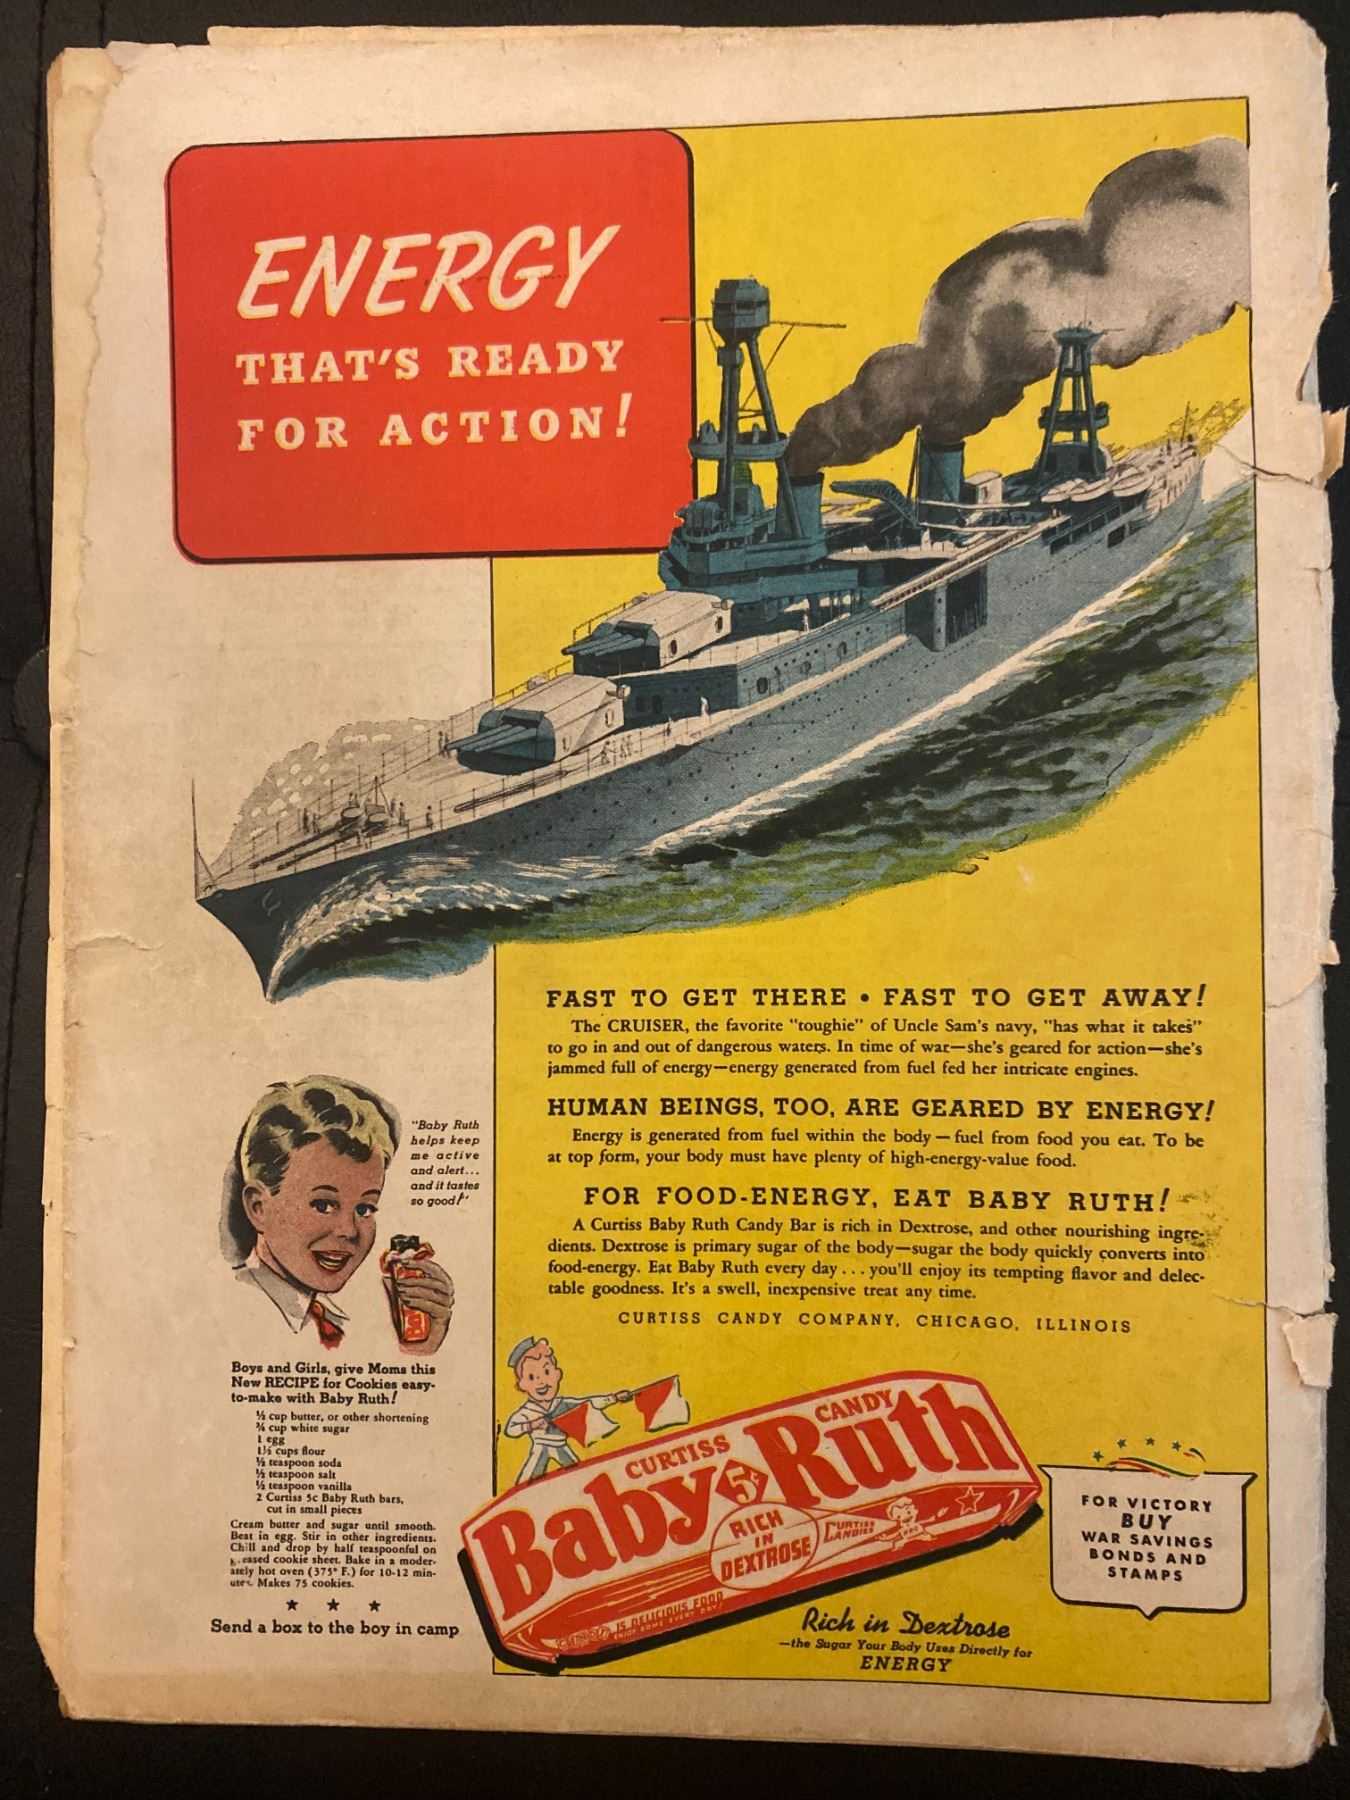 ENERGY
THAT'S READY
FOR ACTION!
FAST TO GET THERE • FAST TO GET AWAY!
The CRUISER, the favorite "toughie" of Uncle Sam's navy, "has what it takes"
to go in and out of dangerous waters. In time of war—she's geared for action—she's
jammed full of energy—energy generated from fuel fed her intricate engines.
HUMAN BEINGS, TOO, ARE GEARED BY ENERGY!
Energy is generated from fuel within the body—fuel from food you eat. To be
at top form, your body must have plenty of high-energy-value food.
FOR FOOD-ENERGY, EAT BABY RUTH!
A Curtiss Baby Ruth Candy Bar is rich in Dextrose, and other nourishing ingre-
dients. Dextrose is primary sugar of the body—sugar the body quickly converts into
food-energy. Eat Baby Ruth every day...you'll enjoy its tempting flavor and delec-
table goodness. It's a swell, inexpensive treat any time.
CURTISS CANDY COMPANY, CHICAGO, ILLINOIS
"Baby Ruth
helps keep
me active
and alert...
and it tastes
so good!"
Boys and Girls, give Moms this
New RECIPE for Cookies easy-
to-make with Baby Ruth!
½ cup butter, or other shortening
¾ cup white sugar
1 egg
1½ cups flour
½ teaspoon soda
½ teaspoon salt
½ teaspoon vanilla
2 Curtiss 5c Baby Ruth bars,
cut in small pieces
Cream butter and sugar until smooth.
Beat in egg. Stir in other ingredients.
Chill and drop by half teaspoonful on
greased cookie sheet. Bake in a moder-
ately hot oven (375° F.) for 10-12 min-
utes. Makes 75 cookies.
★ ★ ★
Send a box to the boy in camp
CURTISS
CANDY
Baby Ruth
5¢
RICH
IN
DEXTROSE
CURTISS
CANDIES
IS DELICIOUS FOOD
ENJOY SOME EVERY DAY!
Rich in Dextrose
—the Sugar Your Body Uses Directly for
ENERGY
FOR VICTORY
BUY
WAR SAVINGS
BONDS AND
STAMPS